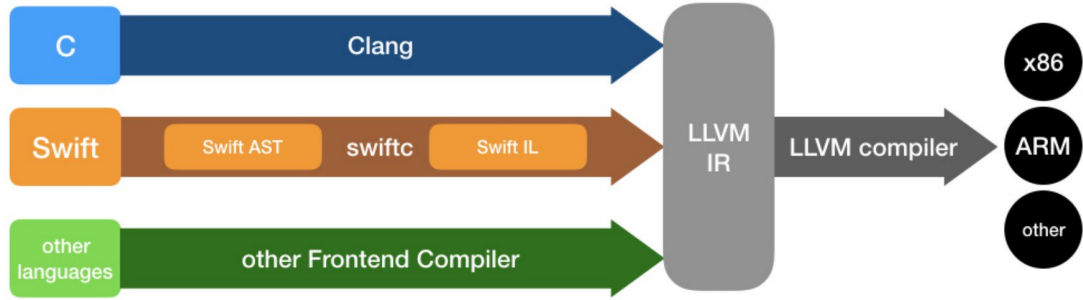 C
Clang
Swift
Swift AST
swiftc
Swift IL
other
languages
other Frontend Compiler
LLVM
IR
LLVM compiler
x86
ARM
other